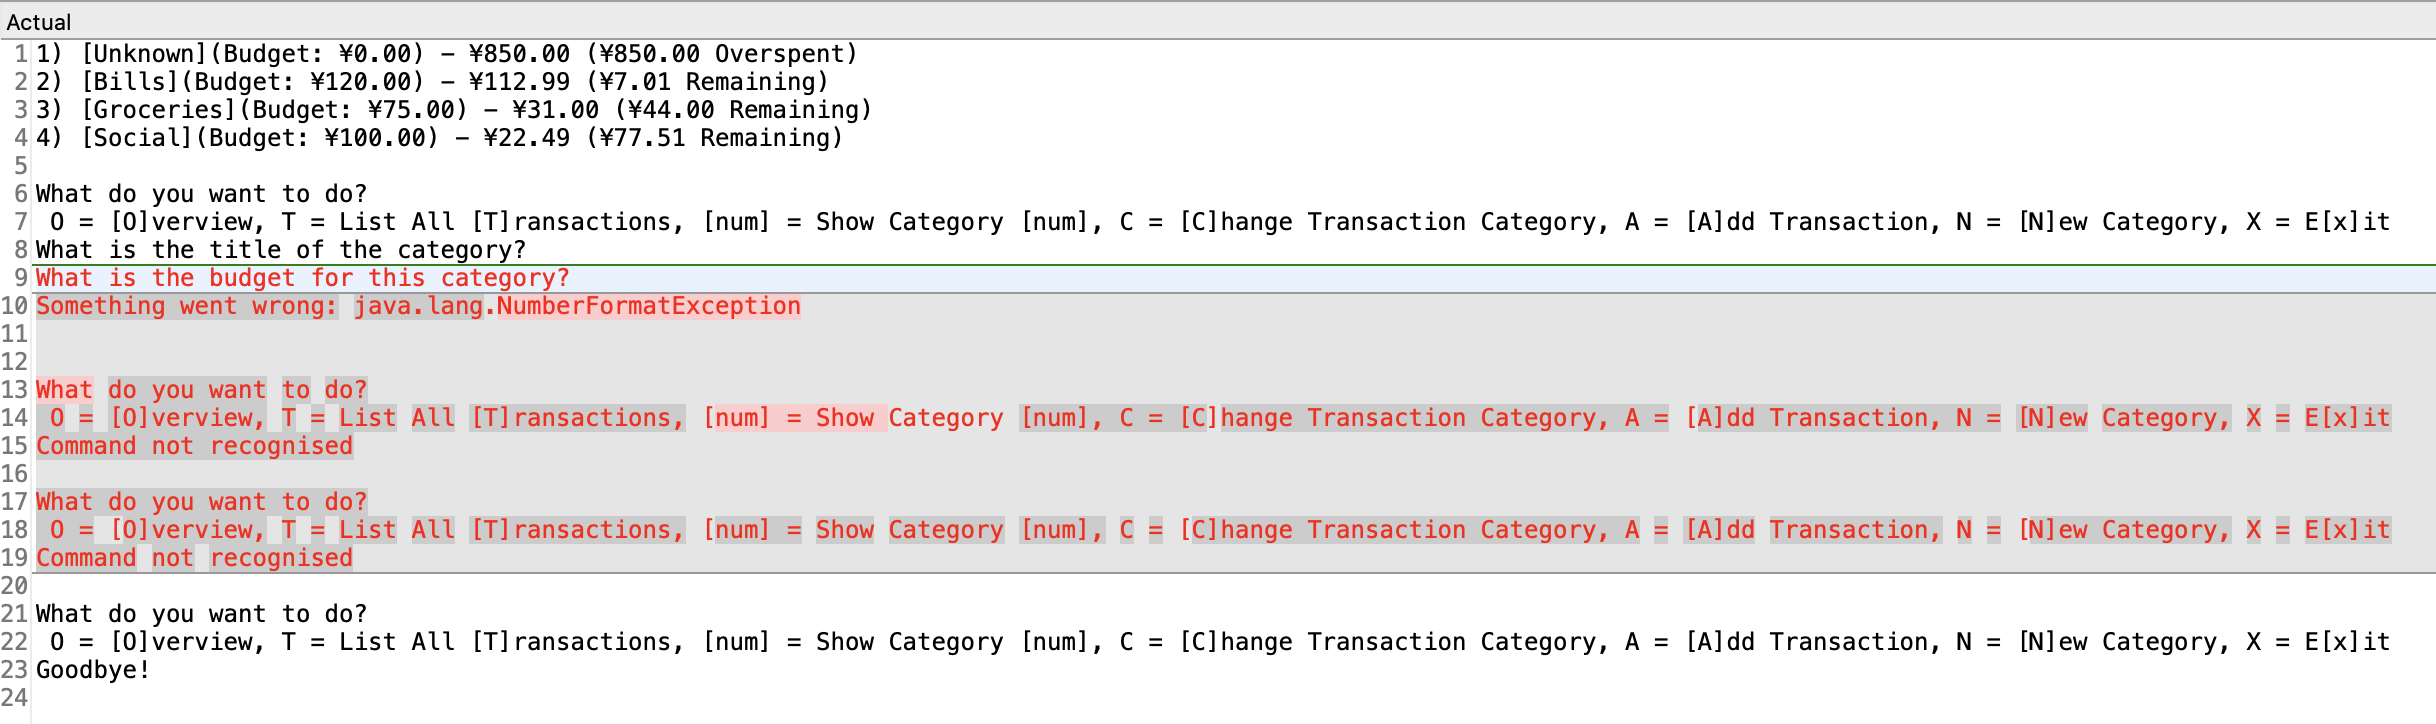 Actual
1 1) [Unknown](Budget: ¥0.00) - ¥850.00 (¥850.00 Overspent)
2 2) [Bills](Budget: ¥120.00) - ¥112.99 (¥7.01 Remaining)
3 3) [Groceries](Budget: ¥75.00) - ¥31.00 (¥44.00 Remaining)
4 4) [Social](Budget: ¥100.00) - ¥22.49 (¥77.51 Remaining)
5
6 What do you want to do?
7  O = [O]verview, T = List All [T]ransactions, [num] = Show Category [num], C = [C]hange Transaction Category, A = [A]dd Transaction, N = [N]ew Category, X = E[x]it
8 What is the title of the category?
9 What is the budget for this category?
10 Something went wrong: java.lang.NumberFormatException
11
12
13 What do you want to do?
14  O = [O]verview, T = List All [T]ransactions, [num] = Show Category [num], C = [C]hange Transaction Category, A = [A]dd Transaction, N = [N]ew Category, X = E[x]it
15 Command not recognised
16
17 What do you want to do?
18  O = [O]verview, T = List All [T]ransactions, [num] = Show Category [num], C = [C]hange Transaction Category, A = [A]dd Transaction, N = [N]ew Category, X = E[x]it
19 Command not recognised
20
21 What do you want to do?
22  O = [O]verview, T = List All [T]ransactions, [num] = Show Category [num], C = [C]hange Transaction Category, A = [A]dd Transaction, N = [N]ew Category, X = E[x]it
23 Goodbye!
24